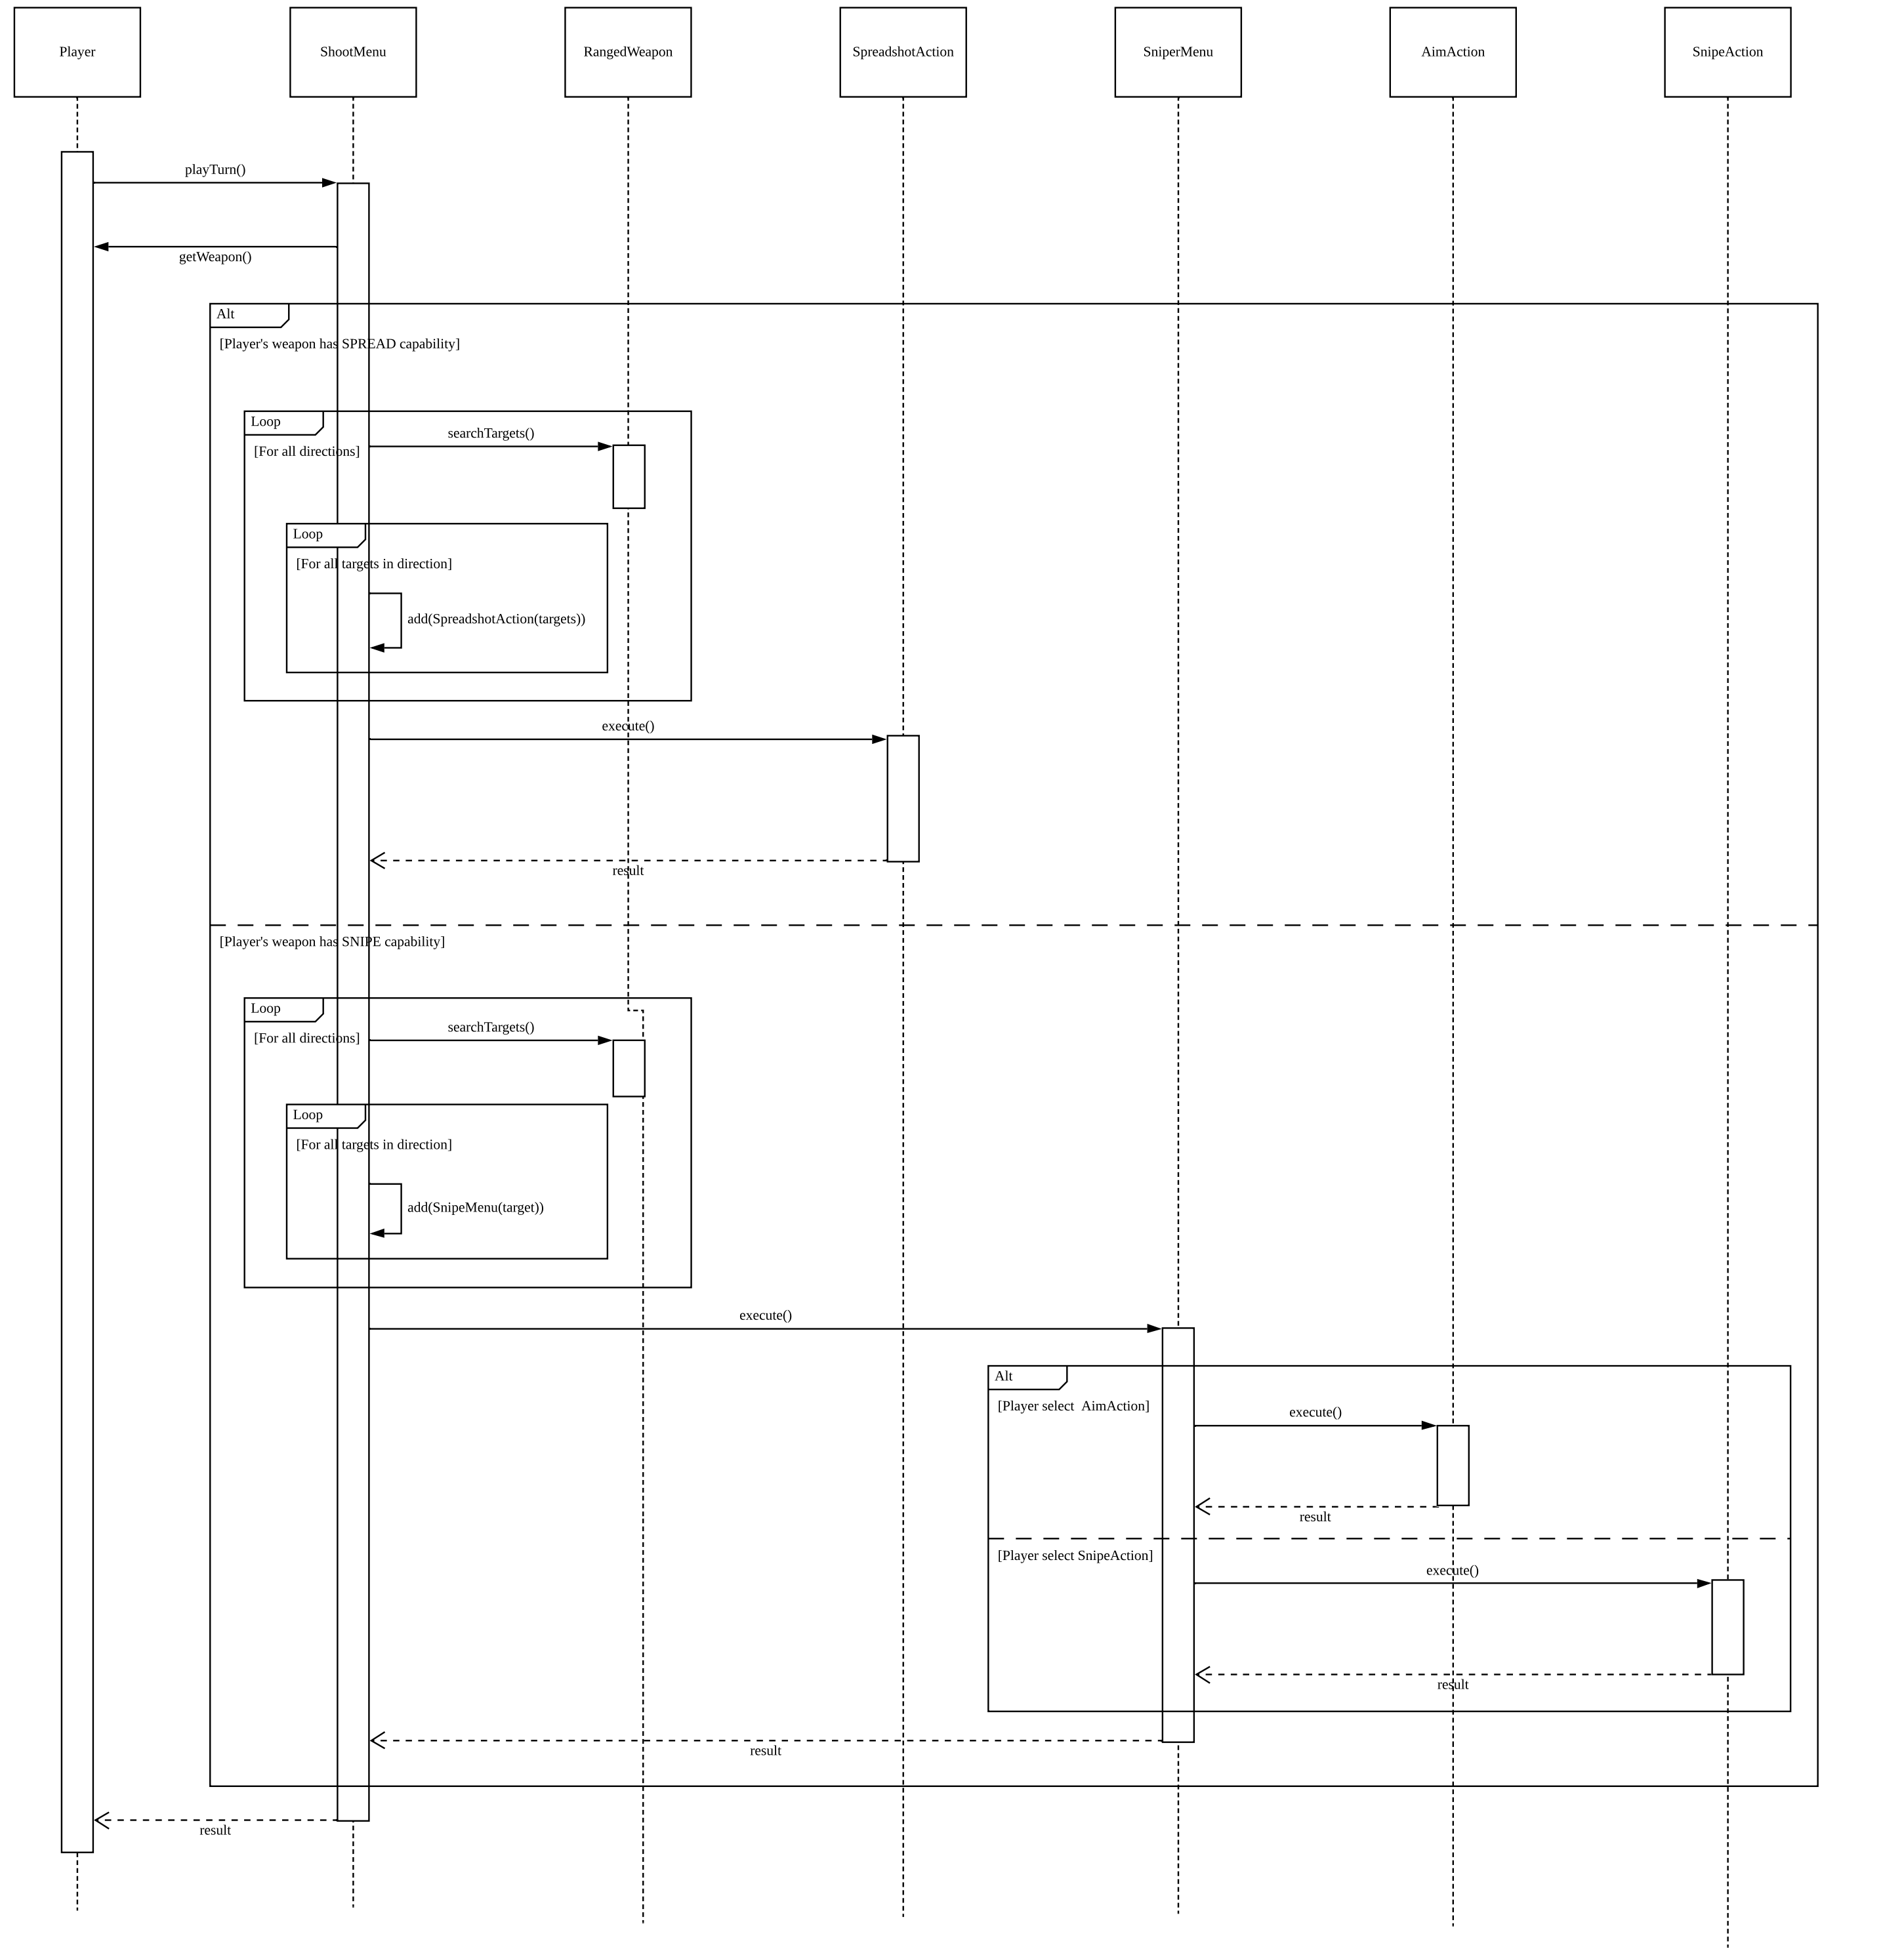 Player
ShootMenu
RangedWeapon
SpreadshotAction
SniperMenu
AimAction
SnipeAction
playTurn()
getWeapon()
Alt
[Player's weapon has SPREAD capability]
Loop
searchTargets()
[For all directions]
Loop
[For all targets in direction]
add(SpreadshotAction(targets))
execute()
result
[Player's weapon has SNIPE capability]
Loop
searchTargets()
[For all directions]
Loop
[For all targets in direction]
add(SnipeMenu(target))
execute()
Alt
[Player select  AimAction]
execute()
result
[Player select SnipeAction]
execute()
result
result
result